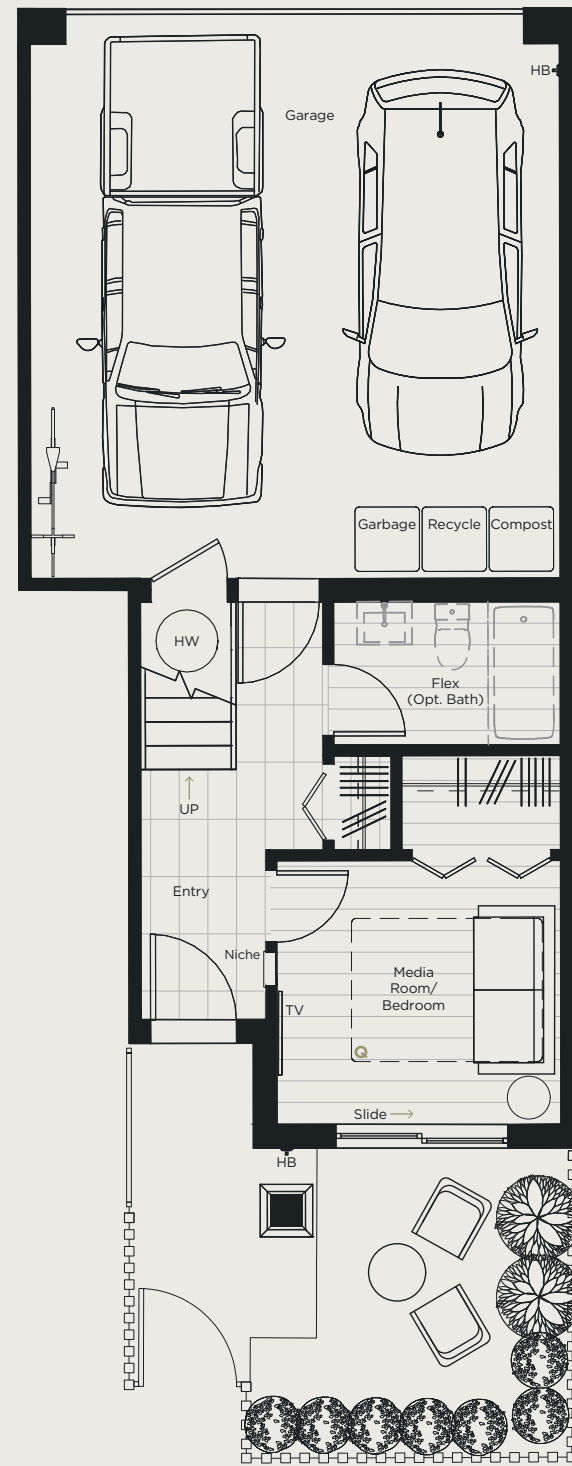 HB
Garage
Garbage Recycle Compost
HW
Flex
(Opt. Bath)
UP
Entry
Niche
Media
Room/
Bedroom
TV
Q
Slide
HB